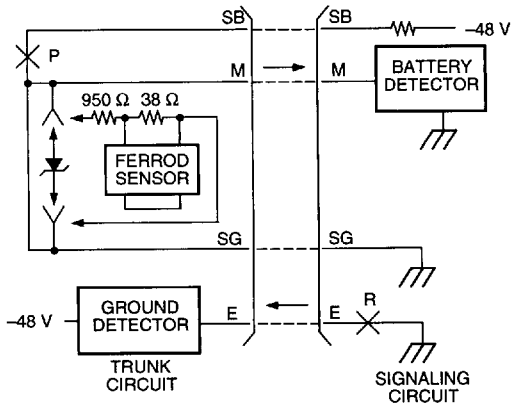 SB SB
–48 V
P
M M
BATTERY
DETECTOR
950 Ω 38 Ω
FERROD
SENSOR
SG SG
–48 V
GROUND
DETECTOR
E E
R
TRUNK
CIRCUIT
SIGNALING
CIRCUIT